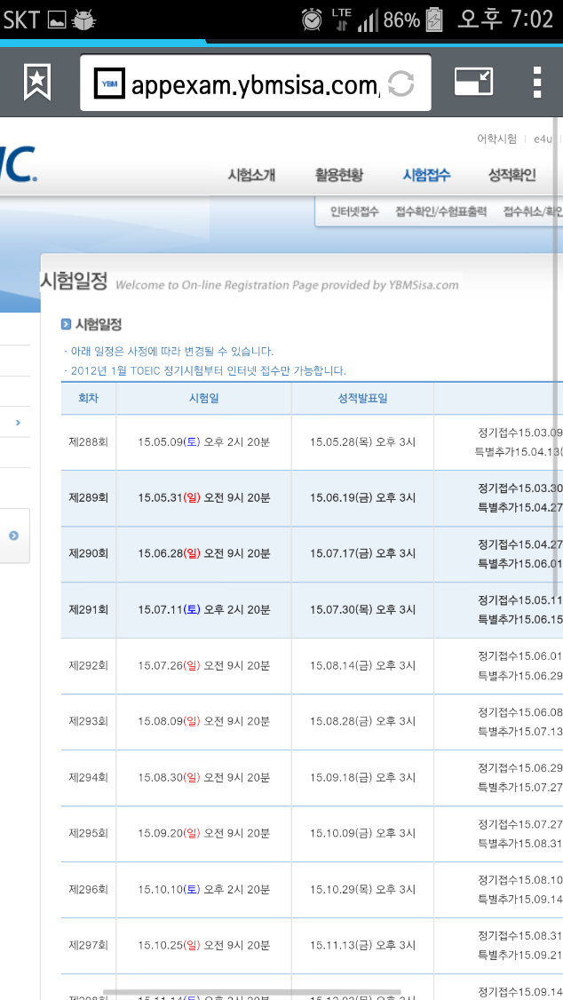 SKT LTE 86% 오후 7:02
YBM appexam.ybmsisa.com/
어학시험 e4u
IC.
시험소개 활용현황 시험접수 성적확인
인터넷접수 접수확인/수험표출력 접수취소/확인
시험일정 Welcome to On-line Registration Page provided by YBMSisa.com
시험일정
· 아래 일정은 사정에 따라 변경될 수 있습니다.
· 2012년 1월 TOEIC 정기시험부터 인터넷 접수만 가능합니다.
회차 시험일 성적발표일
정기접수15.03.09
제288회 15.05.09(토) 오후 2시 20분 15.05.28(목) 오후 3시
특별추가15.04.13(
정기접수15.03.30
제289회 15.05.31(일) 오전 9시 20분 15.06.19(금) 오후 3시
특별추가15.04.27
정기접수15.04.27
제290회 15.06.28(일) 오전 9시 20분 15.07.17(금) 오후 3시
특별추가15.06.01
정기접수15.05.11
제291회 15.07.11(토) 오후 2시 20분 15.07.30(목) 오후 3시
특별추가15.06.15
정기접수15.06.01
제292회 15.07.26(일) 오전 9시 20분 15.08.14(금) 오후 3시
특별추가15.06.29
정기접수15.06.08
제293회 15.08.09(일) 오전 9시 20분 15.08.28(금) 오후 3시
특별추가15.07.13
정기접수15.06.29
제294회 15.08.30(일) 오전 9시 20분 15.09.18(금) 오후 3시
특별추가15.07.27
정기접수15.07.27
제295회 15.09.20(일) 오전 9시 20분 15.10.09(금) 오후 3시
특별추가15.08.31
정기접수15.08.10
제296회 15.10.10(토) 오후 2시 20분 15.10.29(목) 오후 3시
특별추가15.09.14
정기접수15.08.31
제297회 15.10.25(일) 오전 9시 20분 15.11.13(금) 오후 3시
특별추가15.09.21
정기접수15.09.14
제298회 15.11.14(토) 오후 2시 20분 15.12.03(목) 오후 3시